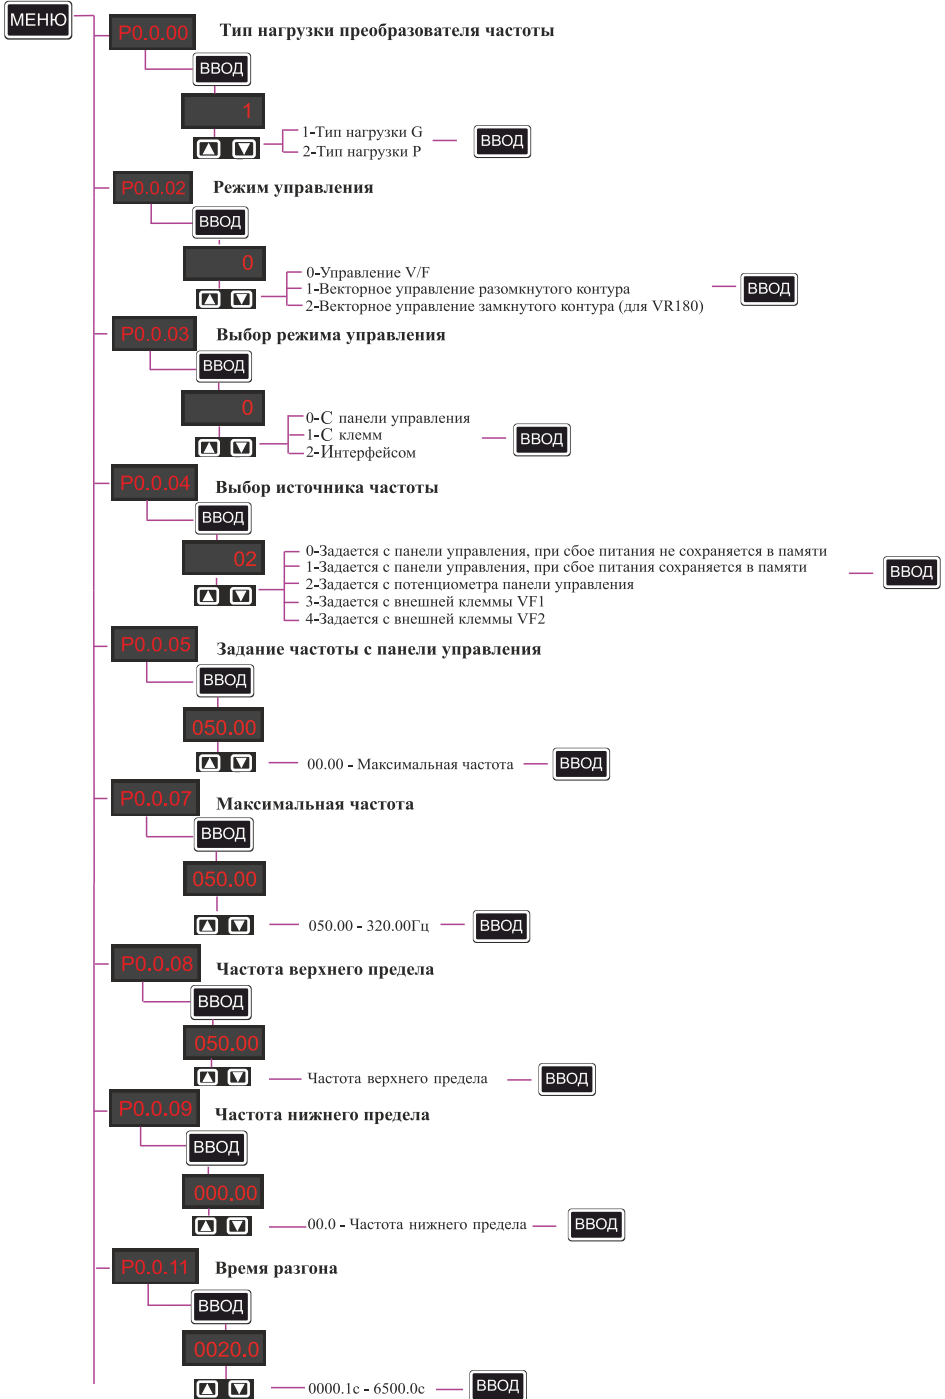 МЕНЮ
P0.0.00 Тип нагрузки преобразователя частоты
ВВОД
1
1-Тип нагрузки G
2-Тип нагрузки P
ВВОД
P0.0.02 Режим управления
ВВОД
0
0-Управление V/F
1-Векторное управление разомкнутого контура
2-Векторное управление замкнутого контура (для VR180)
ВВОД
P0.0.03 Выбор режима управления
ВВОД
0
0-С панели управления
1-С клемм
2-Интерфейсом
ВВОД
P0.0.04 Выбор источника частоты
ВВОД
02
0-Задается с панели управления, при сбое питания не сохраняется в памяти
1-Задается с панели управления, при сбое питания сохраняется в памяти
2-Задается с потенциометра панели управления
3-Задается с внешней клеммы VF1
4-Задается с внешней клеммы VF2
ВВОД
P0.0.05 Задание частоты с панели управления
ВВОД
050.00
00.00 - Максимальная частота ВВОД
P0.0.07 Максимальная частота
ВВОД
050.00
050.00 - 320.00Гц ВВОД
P0.0.08 Частота верхнего предела
ВВОД
050.00
Частота верхнего предела ВВОД
P0.0.09 Частота нижнего предела
ВВОД
000.00
00.0 - Частота нижнего предела ВВОД
P0.0.11 Время разгона
ВВОД
0020.0
0000.1с - 6500.0с ВВОД